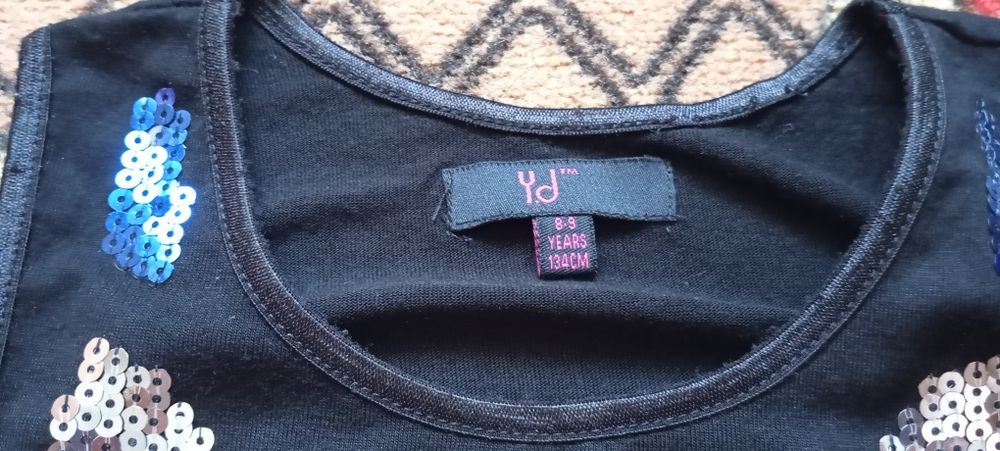 Yd™
8-9
YEARS
134CM